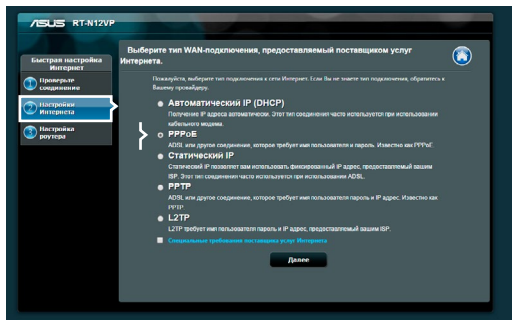 ASUS RT-N12VP
Быстрая настройка
Интернет
1 Проверьте
соединение
2 Настройки
Интернета
3 Настройка
роутера
Выберите тип WAN-подключения, предоставляемый поставщиком услуг
Интернета.
Пожалуйста, выберите тип подключения к сети Интернет. Если Вы не знаете тип подключения, обратитесь к
Вашему провайдеру.
Автоматический IP (DHCP)
Получение IP адреса автоматически. Этот тип соединения часто используется при использовании
кабельного модема.
PPPoE
ADSL или другое соединение, которое требует имя пользователя и пароль. Известно как PPPoE.
Статический IP
Статический IP позволяет вам использовать фиксированный IP адрес, предоставляемый вашим
ISP. Этот тип соединения часто используется при использовании ADSL.
PPTP
ADSL или другое соединение, которое требует имя пользователя пароль и IP адрес. Известно как
PPTP.
L2TP
L2TP требует имя пользователя пароль и IP адрес, предоставляемый вашим ISP.
Специальные требования поставщика услуг Интернета
Далее